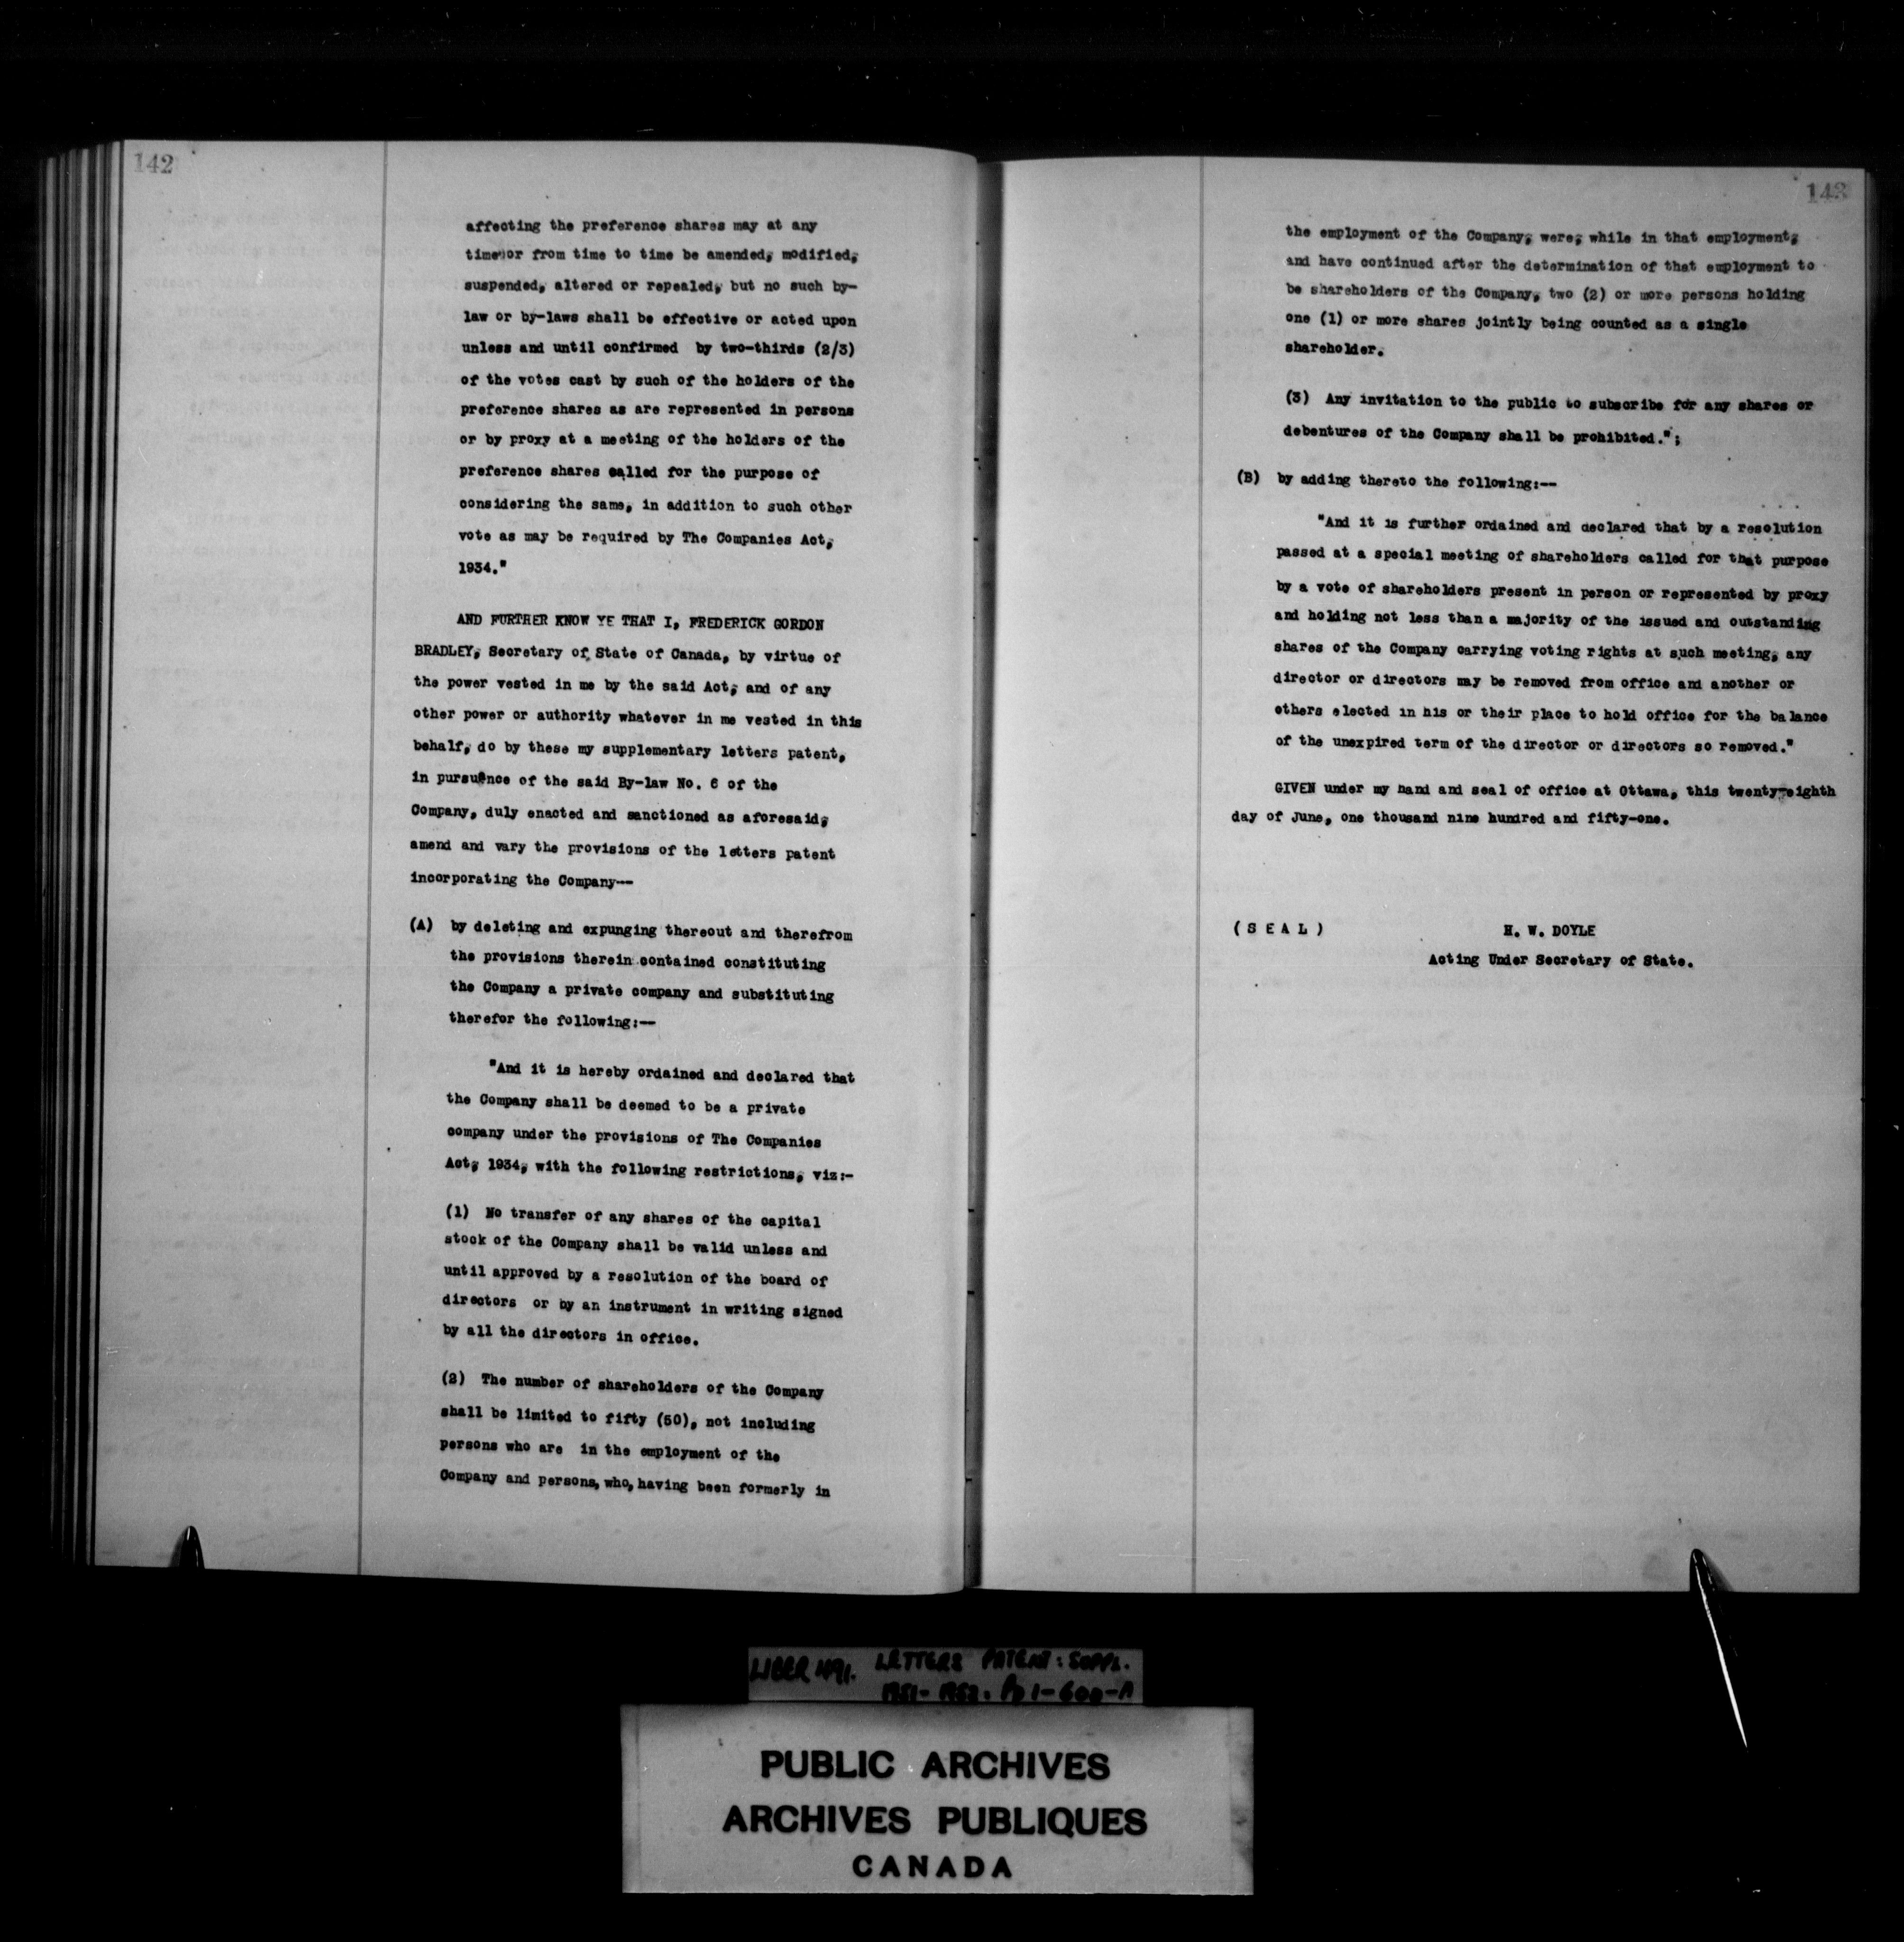 142
affecting the preference shares may at any
time or from time to time be amended, modified,
suspended, altered or repealed, but no such by-
law or by-laws shall be effective or acted upon
unless and until confirmed by two-thirds (2/3)
of the votes cast by such of the holders of the
preference shares as are represented in persons
or by proxy at a meeting of the holders of the
preference shares called for the purpose of
considering the same, in addition to such other
vote as may be required by The Companies Act,
1934."
AND FURTHER KNOW YE THAT I, FREDERICK GORDON
BRADLEY, Secretary of State of Canada, by virtue of
the power vested in me by the said Act, and of any
other power or authority whatever in me vested in this
behalf, do by these my supplementary letters patent,
in pursuance of the said By-law No. 6 of the
Company, duly enacted and sanctioned as aforesaid,
amend and vary the provisions of the letters patent
incorporating the Company--
(A) by deleting and expunging thereout and therefrom
the provisions therein contained constituting
the Company a private company and substituting
therefor the following:--
"And it is hereby ordained and declared that
the Company shall be deemed to be a private
company under the provisions of The Companies
Act, 1934, with the following restrictions, viz:-
(1) No transfer of any shares of the capital
stock of the Company shall be valid unless and
until approved by a resolution of the board of
directors or by an instrument in writing signed
by all the directors in office.
(2) The number of shareholders of the Company
shall be limited to fifty (50), not including
persons who are in the employment of the
Company and persons, who, having been formerly in
143
the employment of the Company, were, while in that employment,
and have continued after the determination of that employment to
be shareholders of the Company, two (2) or more persons holding
one (1) or more shares jointly being counted as a single
shareholder.
(3) Any invitation to the public to subscribe for any shares or
debentures of the Company shall be prohibited.";
(B) by adding thereto the following:--
"And it is further ordained and declared that by a resolution
passed at a special meeting of shareholders called for that purpose
by a vote of shareholders present in person or represented by proxy
and holding not less than a majority of the issued and outstanding
shares of the Company carrying voting rights at such meeting, any
director or directors may be removed from office and another or
others elected in his or their place to hold office for the balance
of the unexpired term of the director or directors so removed."
GIVEN under my hand and seal of office at Ottawa, this twenty-eighth
day of June, one thousand nine hundred and fifty-one.
(SEAL) H. W. DOYLE
Acting Under Secretary of State.
LIBER 491. LETTERS PATENT: SUPPL.
1951-1952. Pp 1-600-A
PUBLIC ARCHIVES
ARCHIVES PUBLIQUES
CANADA